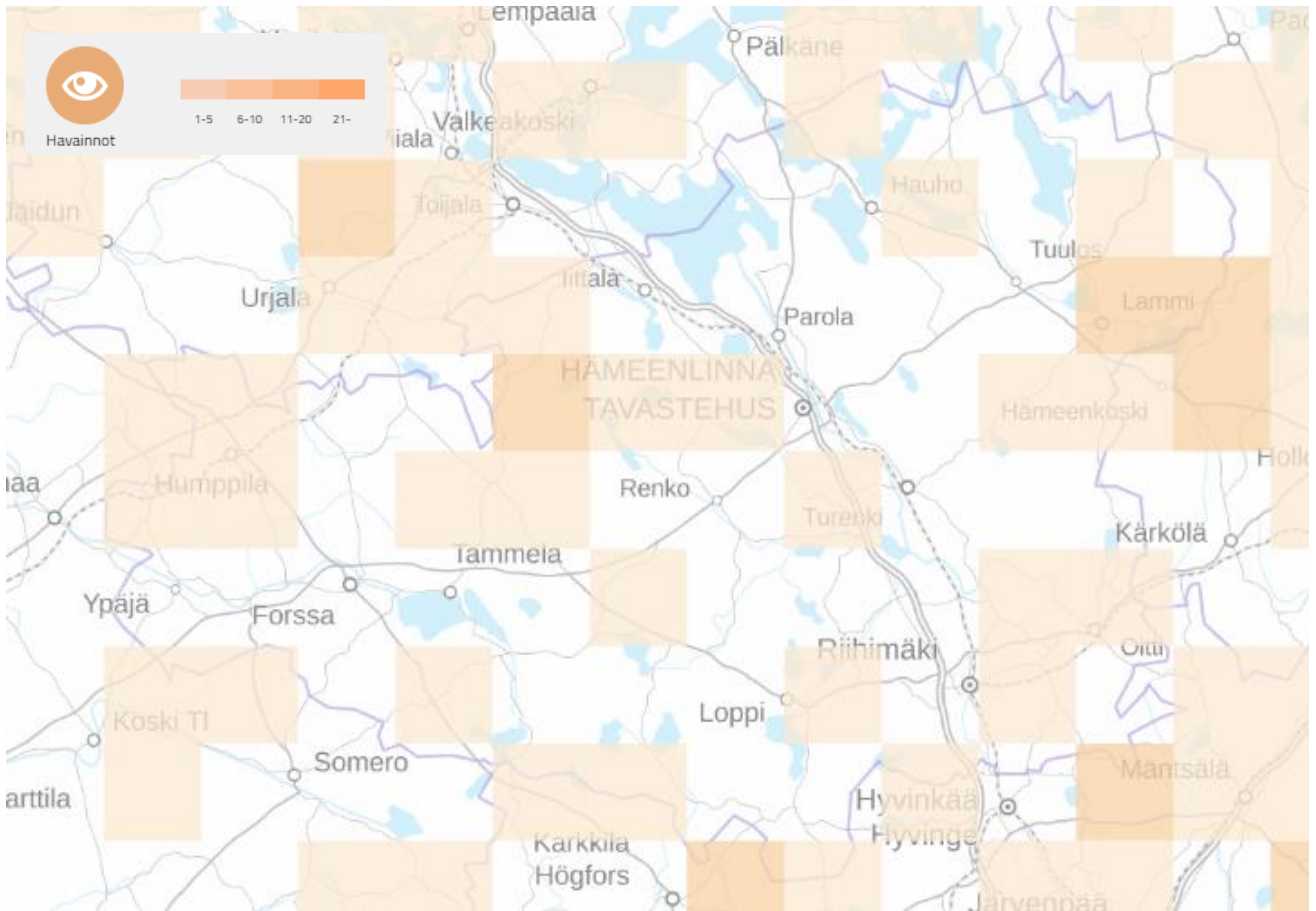 Lempäälä
Pälkäne
Havainnot
1-5 6-10 11-20 21-
Valkeakoski
iiala
Hauho
Toijala
Tuulos
Iittala
Urjala
Lammi
Parola
HÄMEENLINNA
TAVASTEHUS
Hämeenkoski
Humppila
Renko
Turenki
Kärkölä
Tammela
Ypäjä
Forssa
Riihimäki
Oitti
Koski Tl
Loppi
Somero
Mäntsälä
arttila
Hyvinkää
Hyvinge
Karkkila
Högfors
Järvenpää